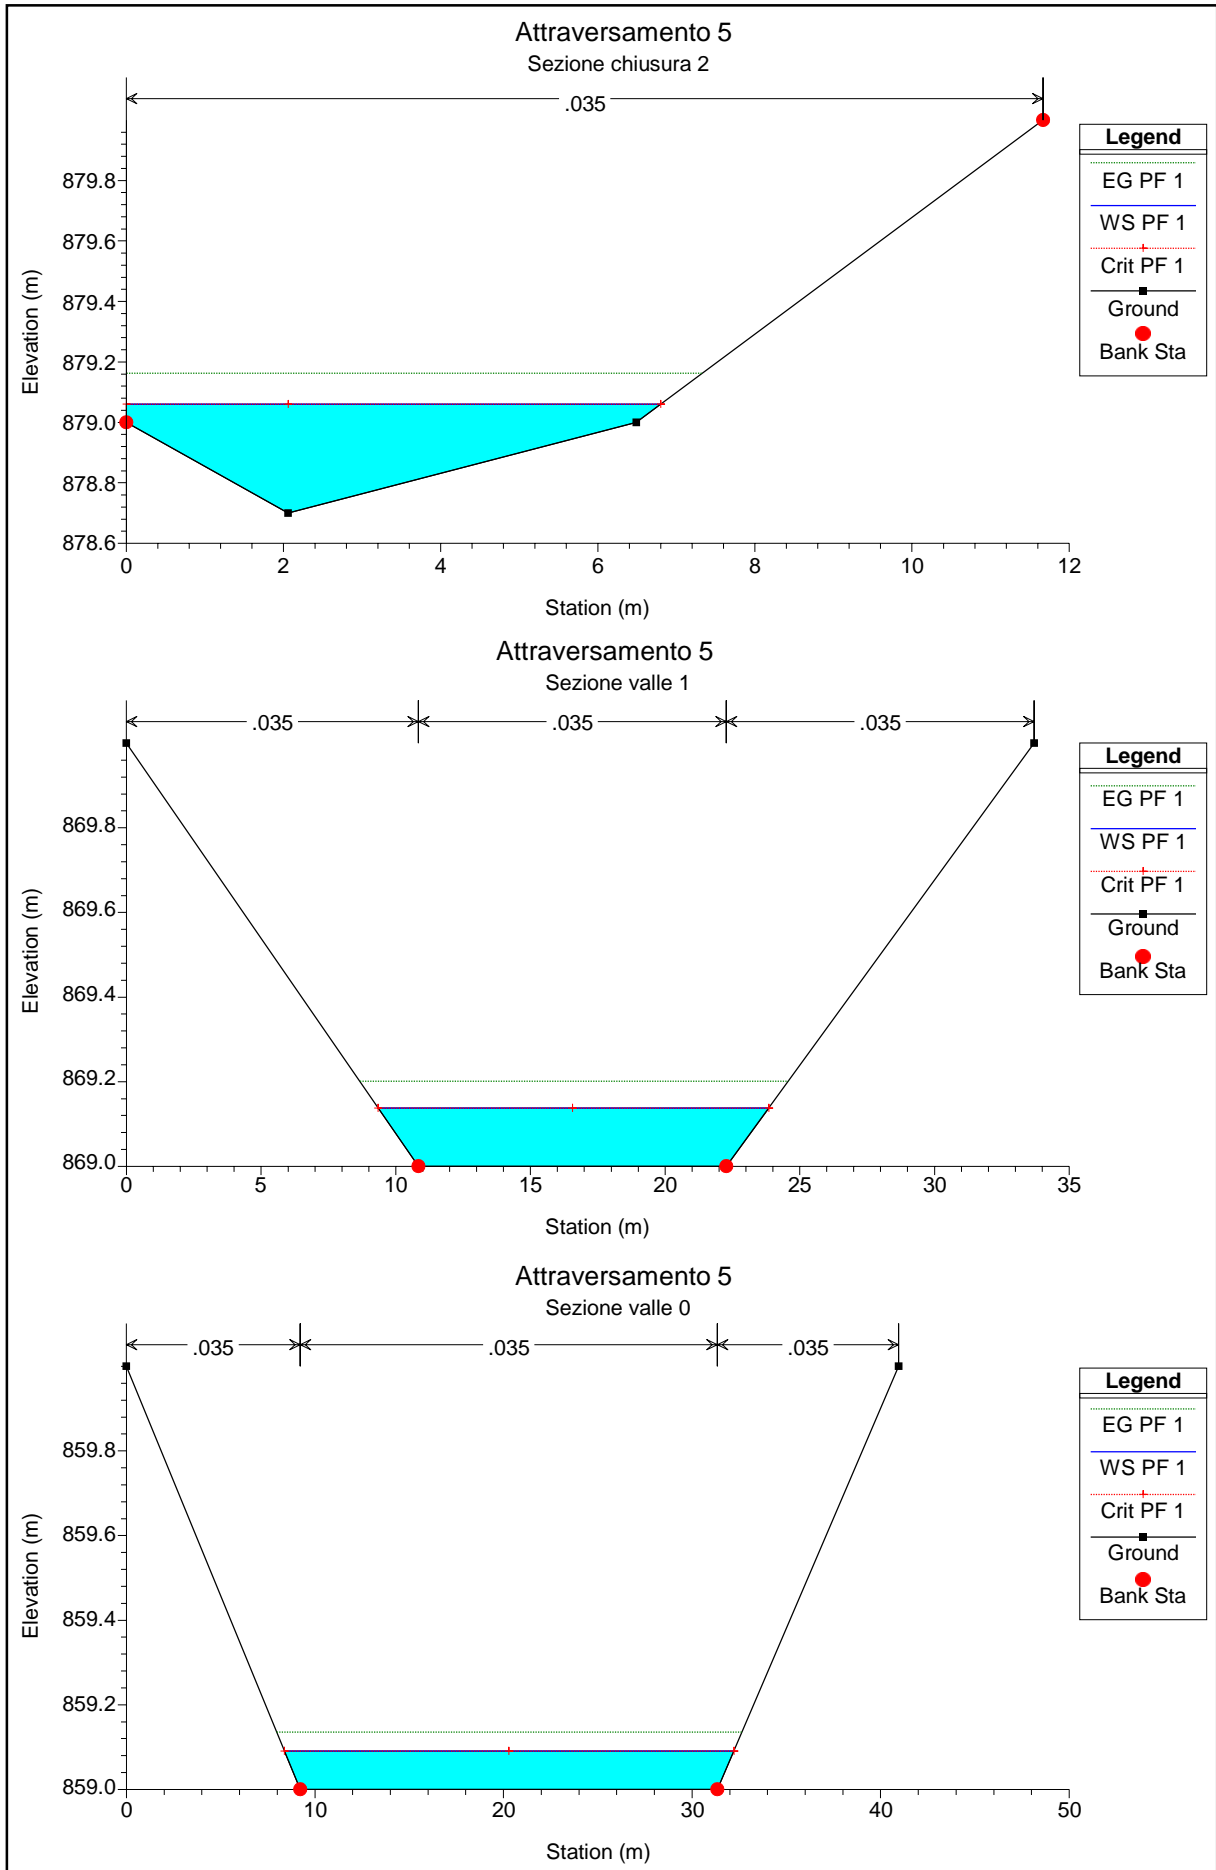 Attraversamento 5
Sezione chiusura 2
.035
Legend
EG PF 1
WS PF 1
Crit PF 1
Ground
Bank Sta
879.8
879.6
879.4
879.2
879.0
878.8
878.6
Elevation (m)
0 2 4 6 8 10 12
Station (m)
Attraversamento 5
Sezione valle 1
.035 .035 .035
Legend
EG PF 1
WS PF 1
Crit PF 1
Ground
Bank Sta
869.8
869.6
869.4
869.2
869.0
Elevation (m)
0 5 10 15 20 25 30 35
Station (m)
Attraversamento 5
Sezione valle 0
.035 .035 .035
Legend
EG PF 1
WS PF 1
Crit PF 1
Ground
Bank Sta
859.8
859.6
859.4
859.2
859.0
Elevation (m)
0 10 20 30 40 50
Station (m)